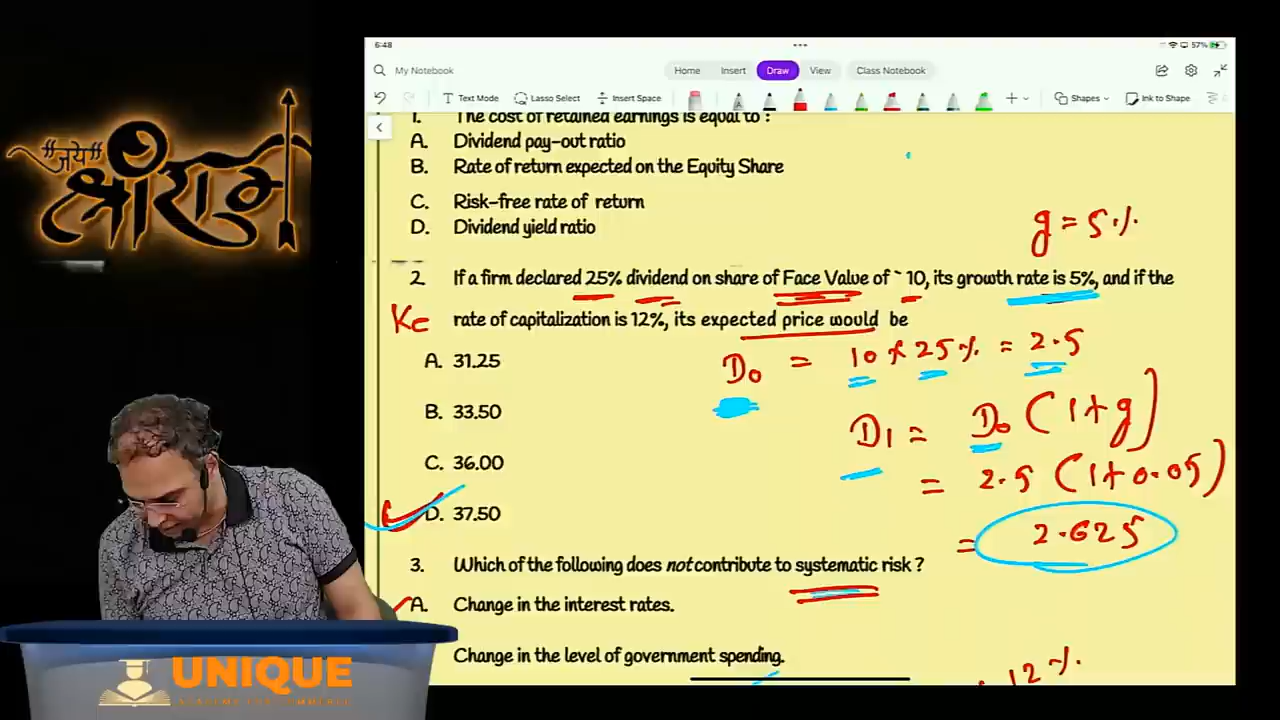 "जय"
श्रीराम
6:48
57%
My Notebook
Home Insert Draw View Class Notebook
Text Mode Lasso Select Insert Space Shapes Ink to Shape
1. The cost of retained earnings is equal to :
A. Dividend pay-out ratio
B. Rate of return expected on the Equity Share
C. Risk-free rate of return
D. Dividend yield ratio
g = 5%
2. If a firm declared 25% dividend on share of Face Value of ` 10, its growth rate is 5%, and if the
Ke rate of capitalization is 12%, its expected price would be
A. 31.25
D₀ = 10 × 25% = 2.5
B. 33.50
D₁ = D₀ (1+g)
C. 36.00
= 2.5 (1+0.05)
D. 37.50
= 2.625
3. Which of the following does not contribute to systematic risk ?
A. Change in the interest rates.
Change in the level of government spending.
12%
UNIQUE
ACADEMY FOR COMMERCE